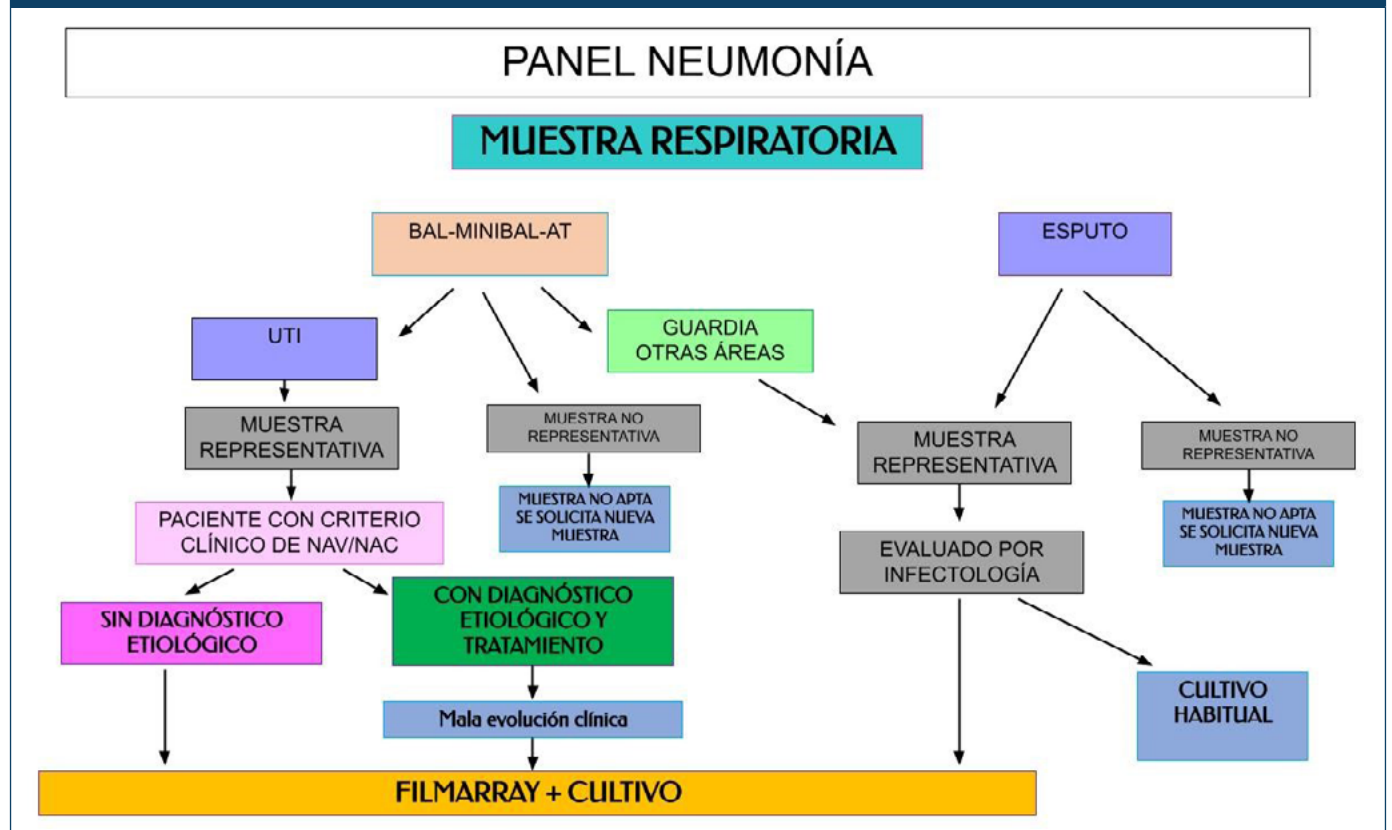 PANEL NEUMONÍA
MUESTRA RESPIRATORIA
BAL-MINIBAL-AT
ESPUTO
UTI
GUARDIA
OTRAS ÁREAS
MUESTRA
REPRESENTATIVA
MUESTRA NO
REPRESENTATIVA
MUESTRA
REPRESENTATIVA
MUESTRA NO
REPRESENTATIVA
PACIENTE CON CRITERIO
CLÍNICO DE NAV/NAC
MUESTRA NO APTA
SE SOLICITA NUEVA
MUESTRA
EVALUADO POR
INFECTOLOGÍA
MUESTRA NO APTA
SE SOLICITA NUEVA
MUESTRA
SIN DIAGNÓSTICO
ETIOLÓGICO
CON DIAGNÓSTICO
ETIOLÓGICO Y
TRATAMIENTO
Mala evolución clínica
CULTIVO
HABITUAL
FILMARRAY + CULTIVO